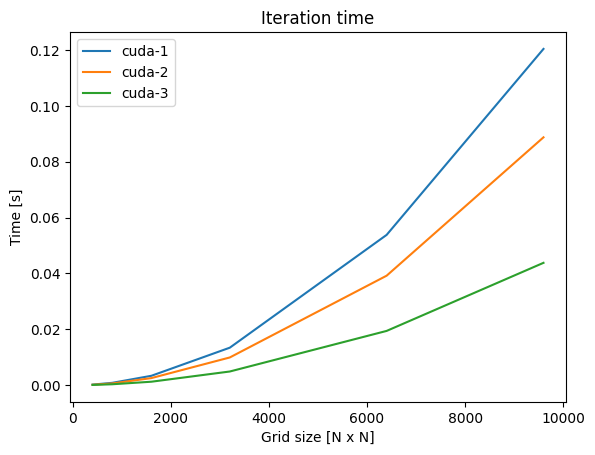 Iteration time
cuda-1
cuda-2
cuda-3
Time [s]
0.12
0.10
0.08
0.06
0.04
0.02
0.00
0 2000 4000 6000 8000 10000
Grid size [N x N]